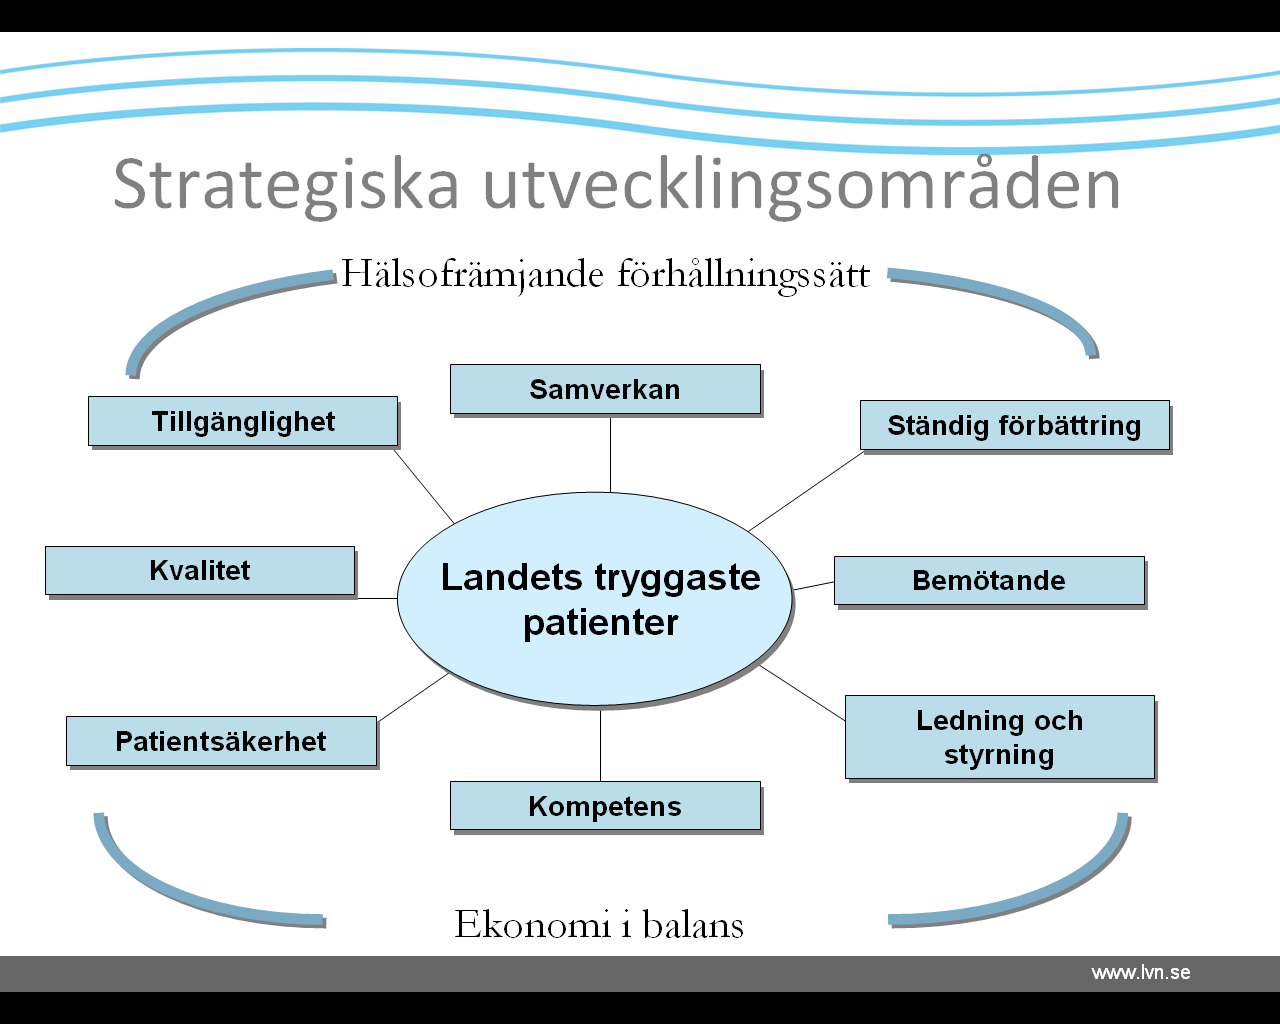 Strategiska utvecklingsområden
Hälsofrämjande förhållningssätt
Samverkan
Tillgänglighet
Ständig förbättring
Kvalitet
Landets tryggaste
patienter
Bemötande
Patientsäkerhet
Ledning och
styrning
Kompetens
Ekonomi i balans
www.lvn.se